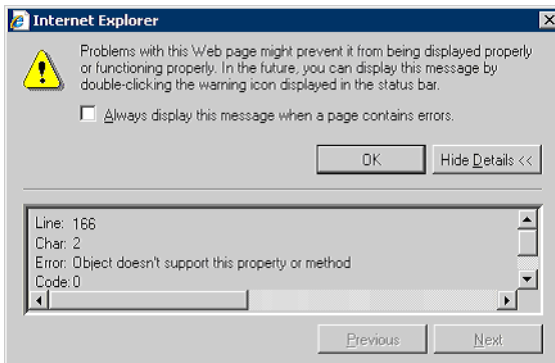 Internet Explorer
Problems with this Web page might prevent it from being displayed properly
or functioning properly. In the future, you can display this message by
double-clicking the warning icon displayed in the status bar.
Always display this message when a page contains errors.
OK
Hide Details <<
Line: 166
Char: 2
Error: Object doesn't support this property or method
Code: 0
Previous
Next